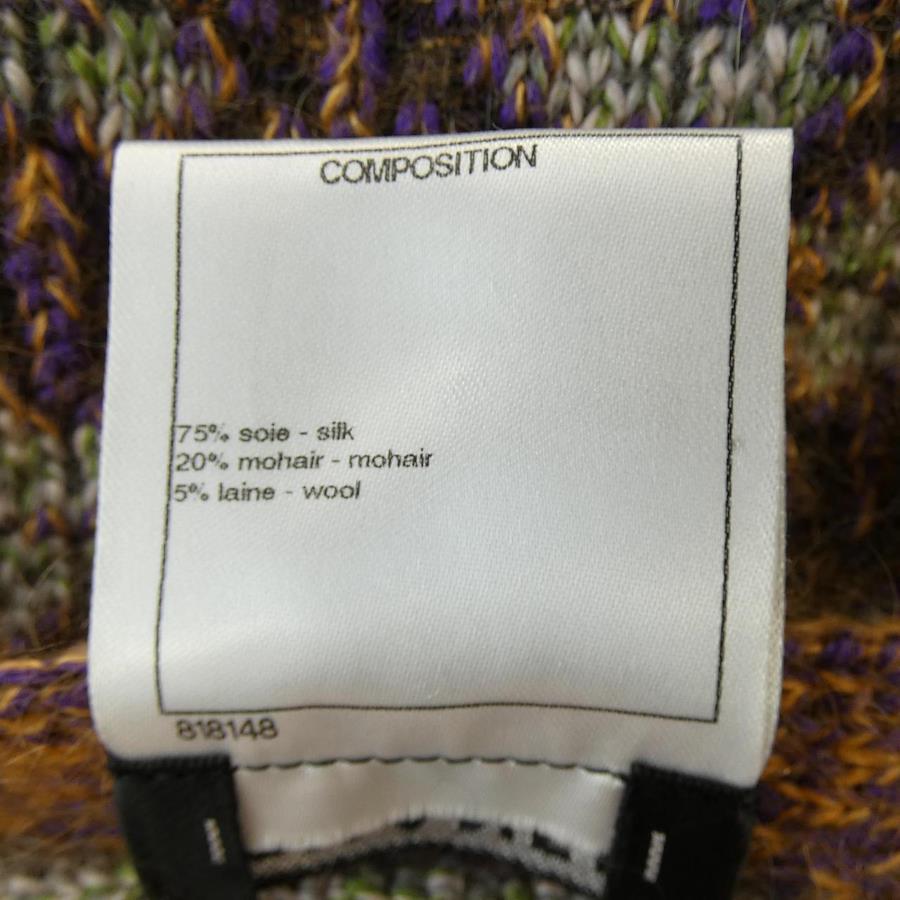 COMPOSITION
75% soie - silk
20% mohair - mohair
5% laine - wool
818148